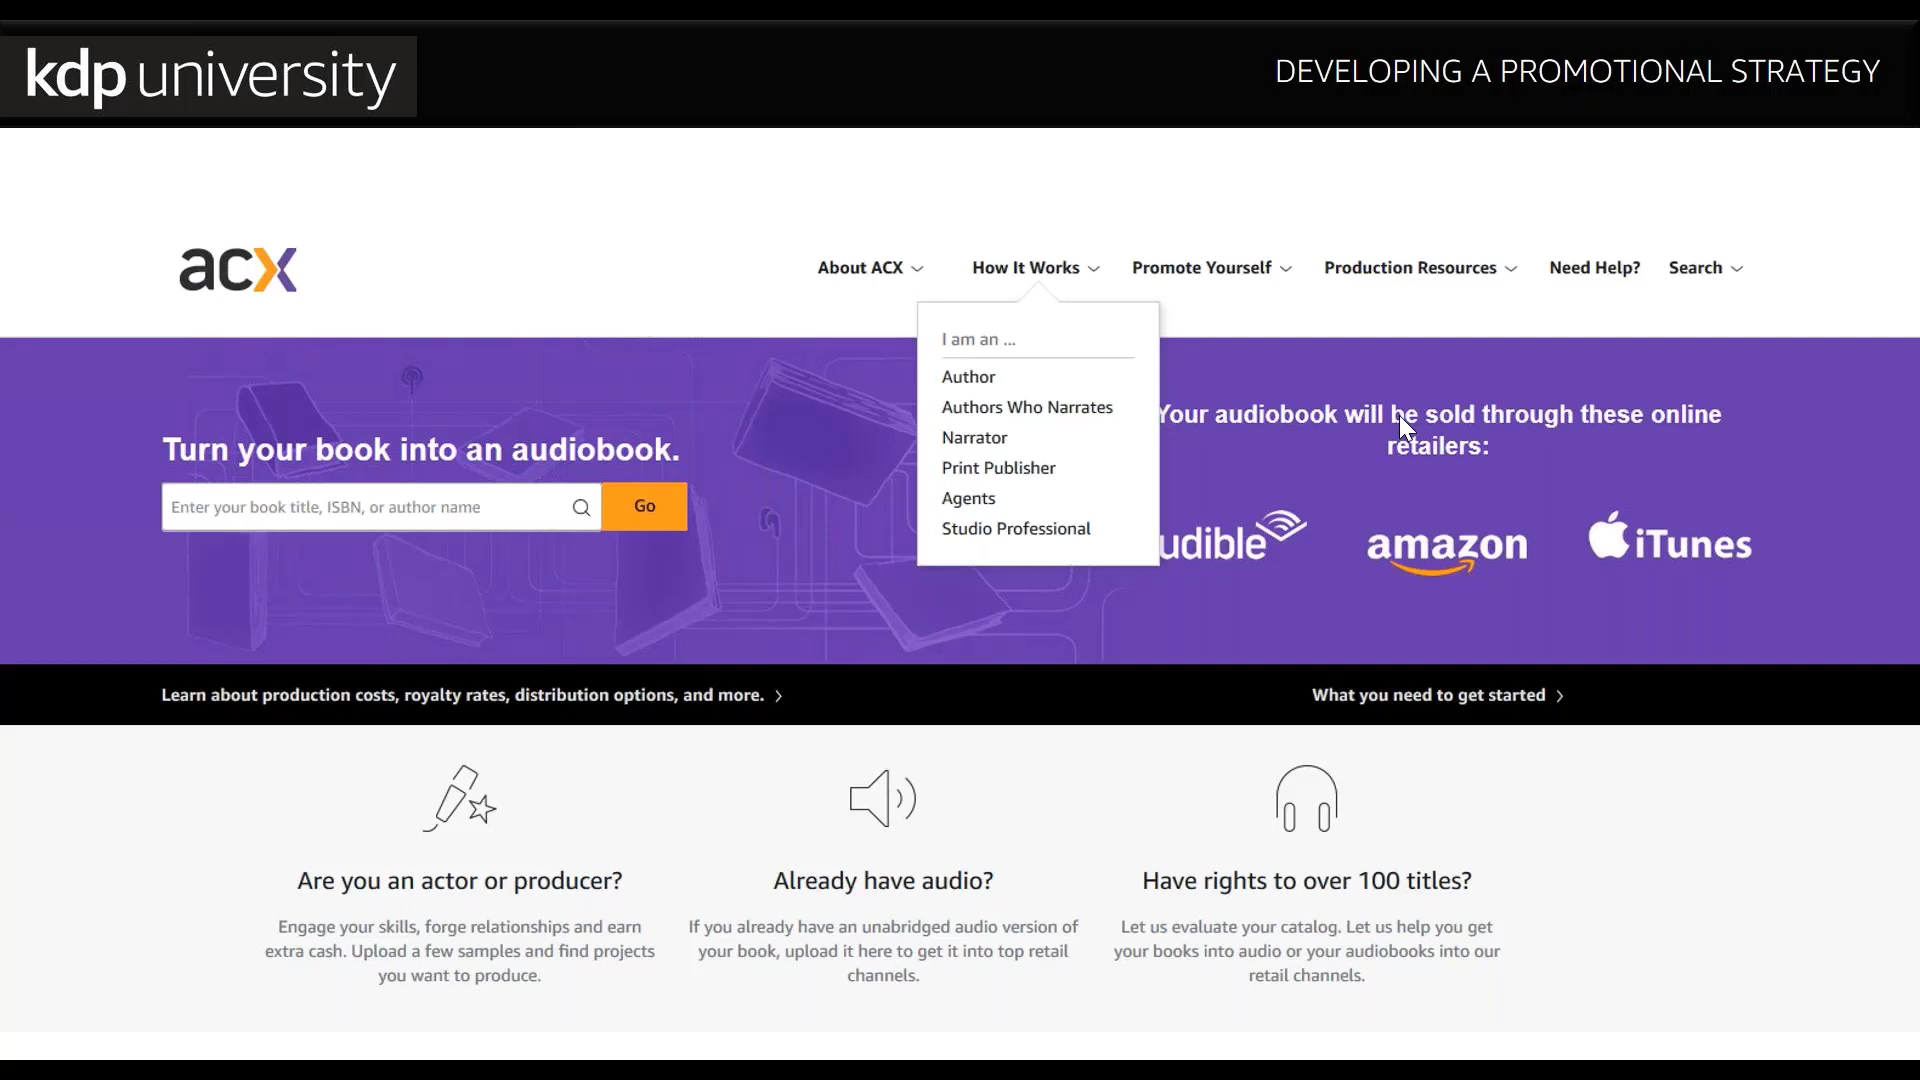 kdp university
DEVELOPING A PROMOTIONAL STRATEGY
acx
About ACX
How It Works
Promote Yourself
Production Resources
Need Help?
Search
I am an ...
Author
Authors Who Narrates
Narrator
Print Publisher
Agents
Studio Professional
Turn your book into an audiobook.
Enter your book title, ISBN, or author name
Go
Your audiobook will be sold through these online
retailers:
udible
amazon
iTunes
Learn about production costs, royalty rates, distribution options, and more.
What you need to get started
Are you an actor or producer?
Engage your skills, forge relationships and earn
extra cash. Upload a few samples and find projects
you want to produce.
Already have audio?
If you already have an unabridged audio version of
your book, upload it here to get it into top retail
channels.
Have rights to over 100 titles?
Let us evaluate your catalog. Let us help you get
your books into audio or your audiobooks into our
retail channels.